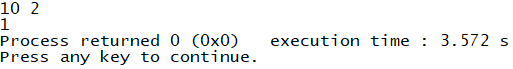 10 2
1
Process returned 0 (0x0)   execution time : 3.572 s
Press any key to continue.